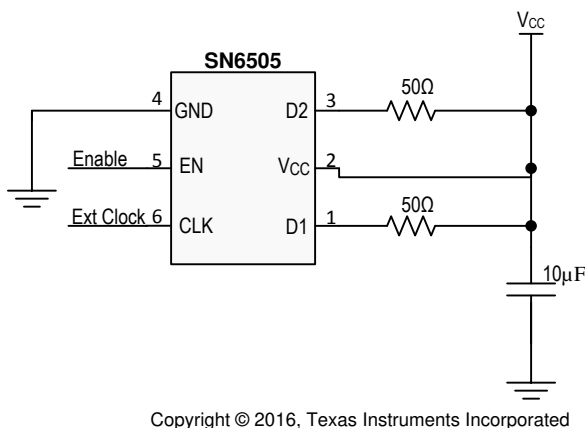 VCC
SN6505
50Ω
4 GND D2 3
Enable 5 EN VCC 2
50Ω
Ext Clock 6 CLK D1 1
10µF
Copyright © 2016, Texas Instruments Incorporated